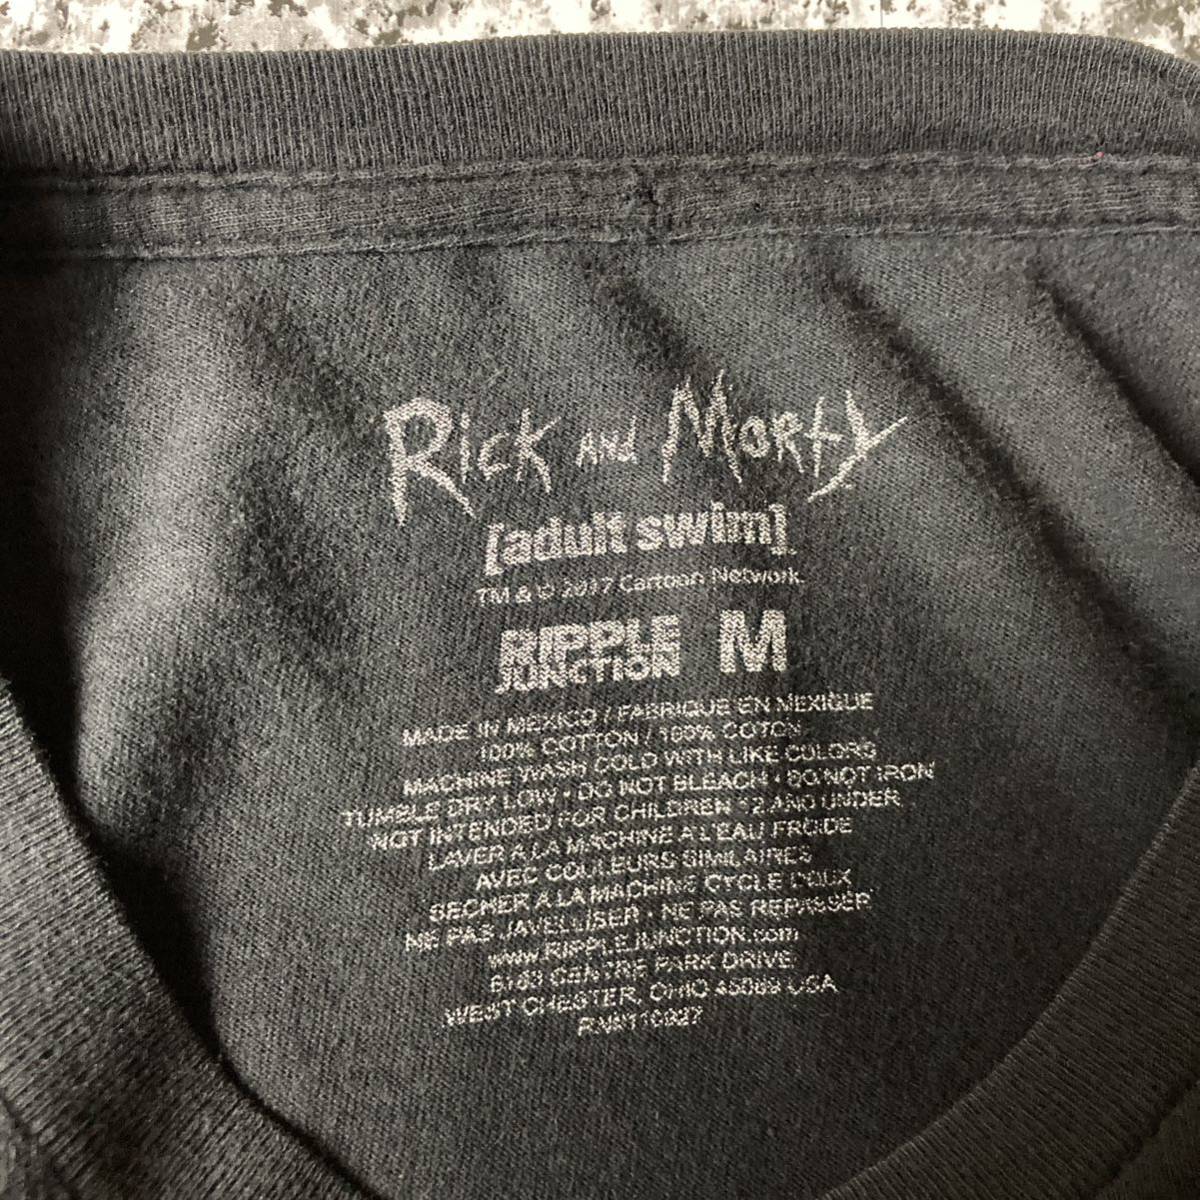 Rick and Morty
[adult swim]
TM & © 2017 Cartoon Network.
RIPPLE JUNCTION M
MADE IN MEXICO / FABRIQUE EN MEXIQUE
100% COTTON / 100% COTON
MACHINE WASH COLD WITH LIKE COLORS
TUMBLE DRY LOW • DO NOT BLEACH • DO NOT IRON
NOT INTENDED FOR CHILDREN 12 AND UNDER
LAVER A LA MACHINE A L'EAU FROIDE
AVEC COULEURS SIMILAIRES
SECHER A LA MACHINE CYCLE DOUX
NE PAS JAVELLISER • NE PAS REPASSER
www.RIPPLEJUNCTION.com
CENTRE PARK DRIVE
WEST CHESTER, OHIO 45069 USA